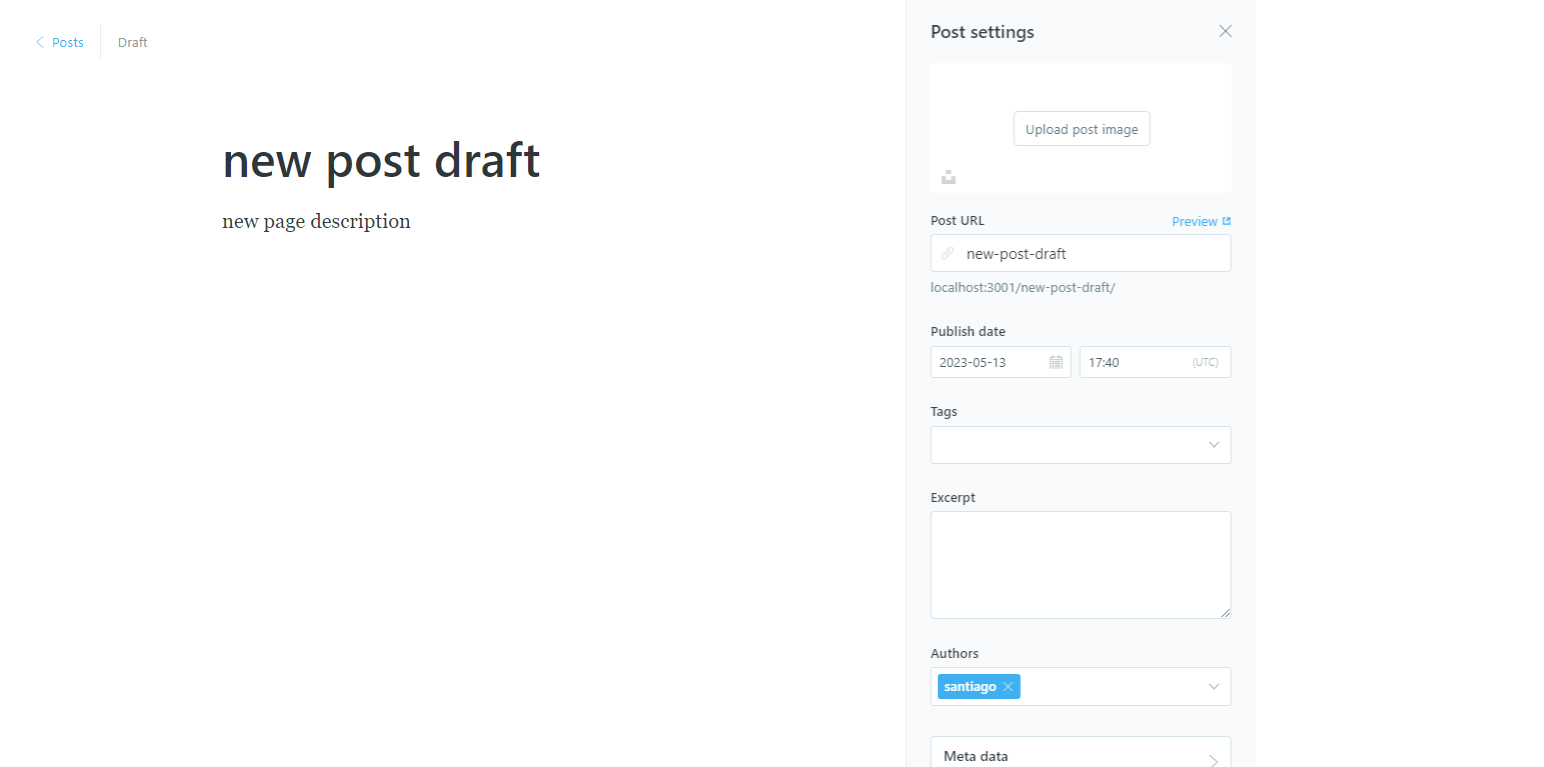 Posts
Draft
new post draft
new page description
Post settings
Upload post image
Post URL
Preview
new-post-draft
localhost:3001/new-post-draft/
Publish date
2023-05-13
17:40
(UTC)
Tags
Excerpt
Authors
santiago
Meta data